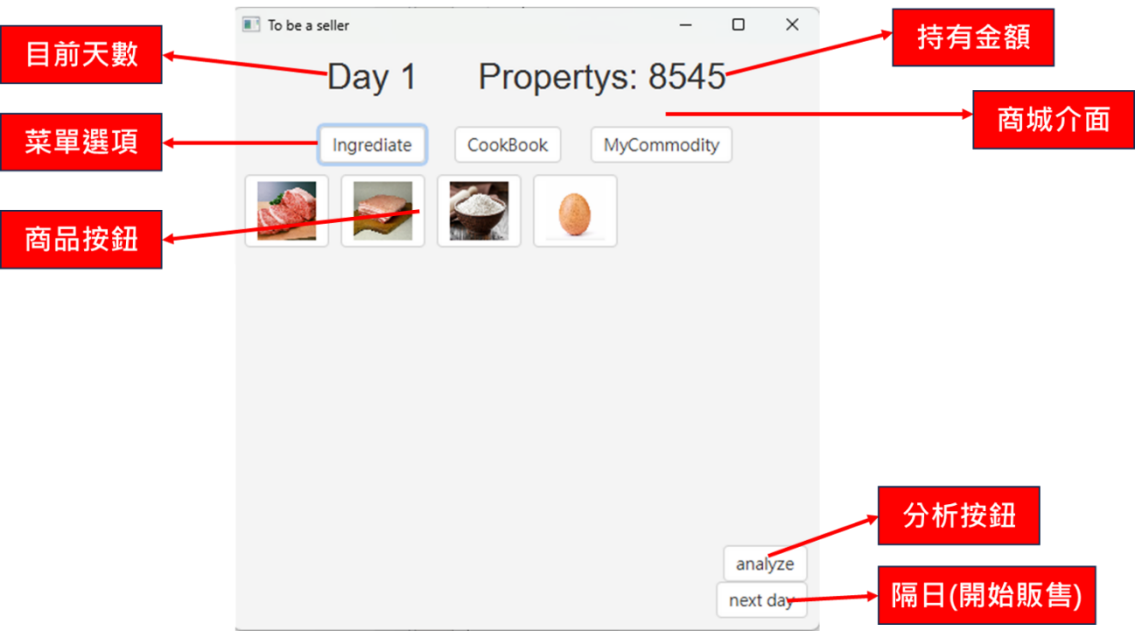 To be a seller
持有金額
目前天數
Day 1
Propertys: 8545
商城介面
菜單選項
Ingrediate
CookBook
MyCommodity
商品按鈕
分析按鈕
analyze
隔日(開始販售)
next day